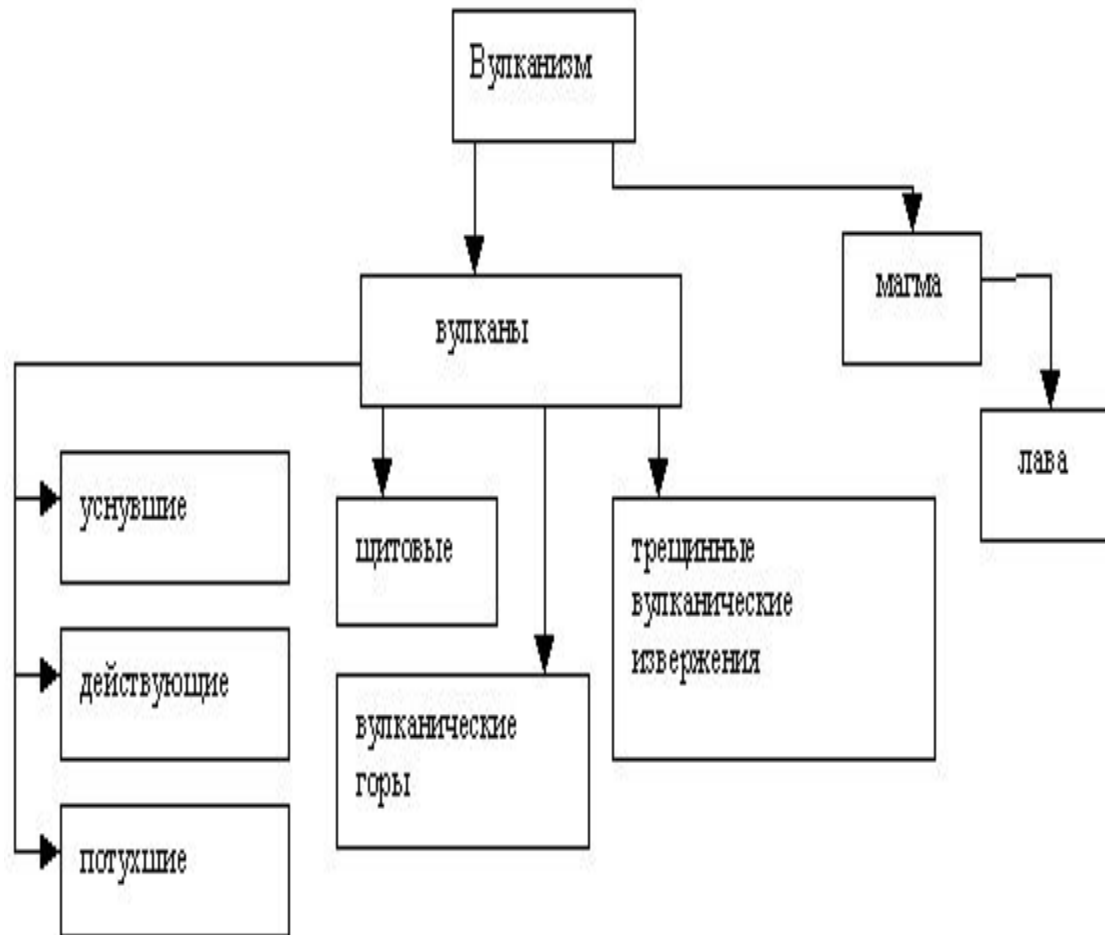 Вулканизм
магма
вулканы
лава
уснувшие
щитовые
трещинные
вулканические
извержения
действующие
вулканические
горы
потухшие